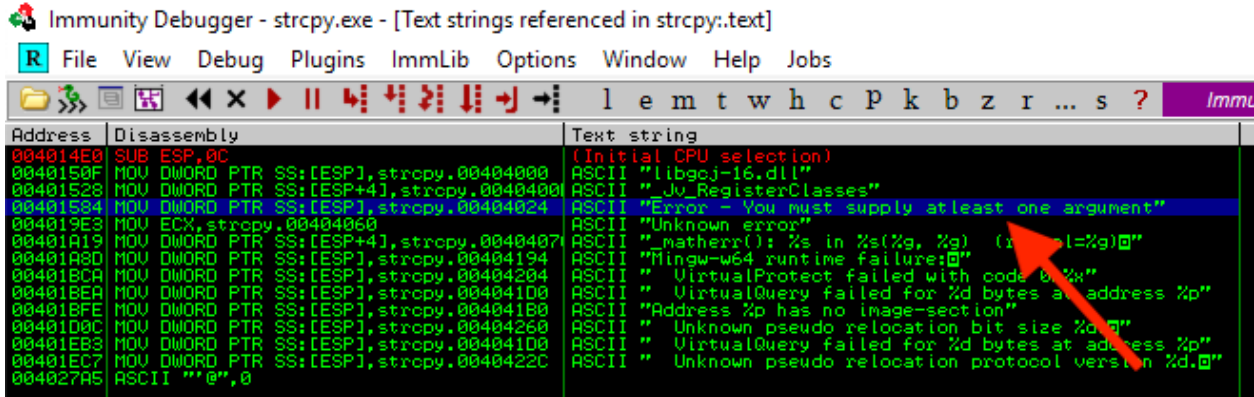 Immunity Debugger - strcpy.exe - [Text strings referenced in strcpy:.text]
R File View Debug Plugins ImmLib Options Window Help Jobs
l e m t w h c P k b z r ... s ? Immu
Address Disassembly Text string
004014E0 SUB ESP,0C (Initial CPU selection)
0040150F MOV DWORD PTR SS:[ESP],strcpy.00404000 ASCII "libgcj-16.dll"
00401528 MOV DWORD PTR SS:[ESP+4],strcpy.0040400 ASCII "_Jv_RegisterClasses"
00401584 MOV DWORD PTR SS:[ESP],strcpy.00404024 ASCII "Error - You must supply atleast one argument"
004019E3 MOV ECX,strcpy.00404060 ASCII "Unknown error"
00401A19 MOV DWORD PTR SS:[ESP+4],strcpy.0040407 ASCII "_matherr(): %s in %s(%g, %g) (r l=%g)"
00401A8D MOV DWORD PTR SS:[ESP],strcpy.00404194 ASCII "Mingw-w64 runtime failure:"
00401BCA MOV DWORD PTR SS:[ESP],strcpy.00404204 ASCII " VirtualProtect failed with code %x"
00401BEA MOV DWORD PTR SS:[ESP],strcpy.004041D0 ASCII " VirtualQuery failed for %d bytes at address %p"
00401BFE MOV DWORD PTR SS:[ESP],strcpy.004041B0 ASCII "Address %p has no image-section"
00401D0C MOV DWORD PTR SS:[ESP],strcpy.00404260 ASCII " Unknown pseudo relocation bit size %d."
00401EB3 MOV DWORD PTR SS:[ESP],strcpy.004041D0 ASCII " VirtualQuery failed for %d bytes at address %p"
00401EC7 MOV DWORD PTR SS:[ESP],strcpy.0040422C ASCII " Unknown pseudo relocation protocol version %d."
004027A5 ASCII "'@",0